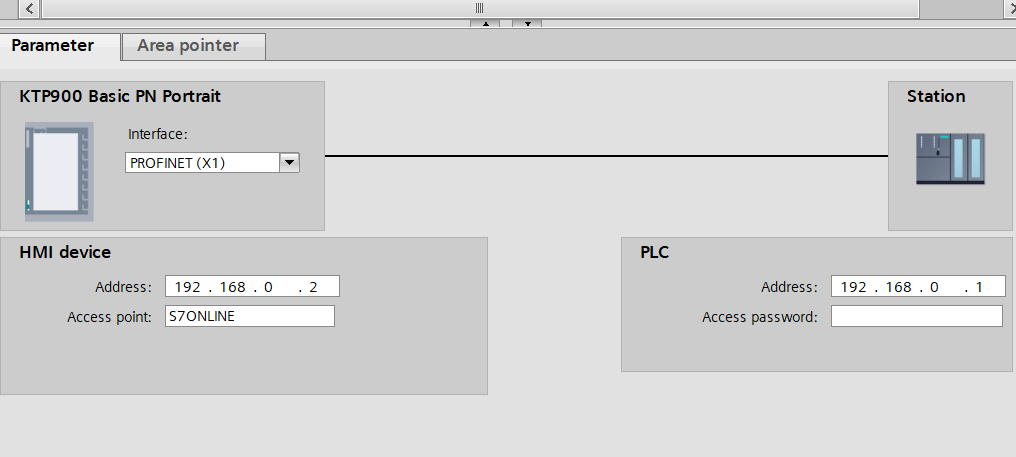 Parameter Area pointer
KTP900 Basic PN Portrait
Interface:
PROFINET (X1)
Station
HMI device
Address: 192 . 168 . 0 . 2
Access point: S7ONLINE
PLC
Address: 192 . 168 . 0 . 1
Access password: